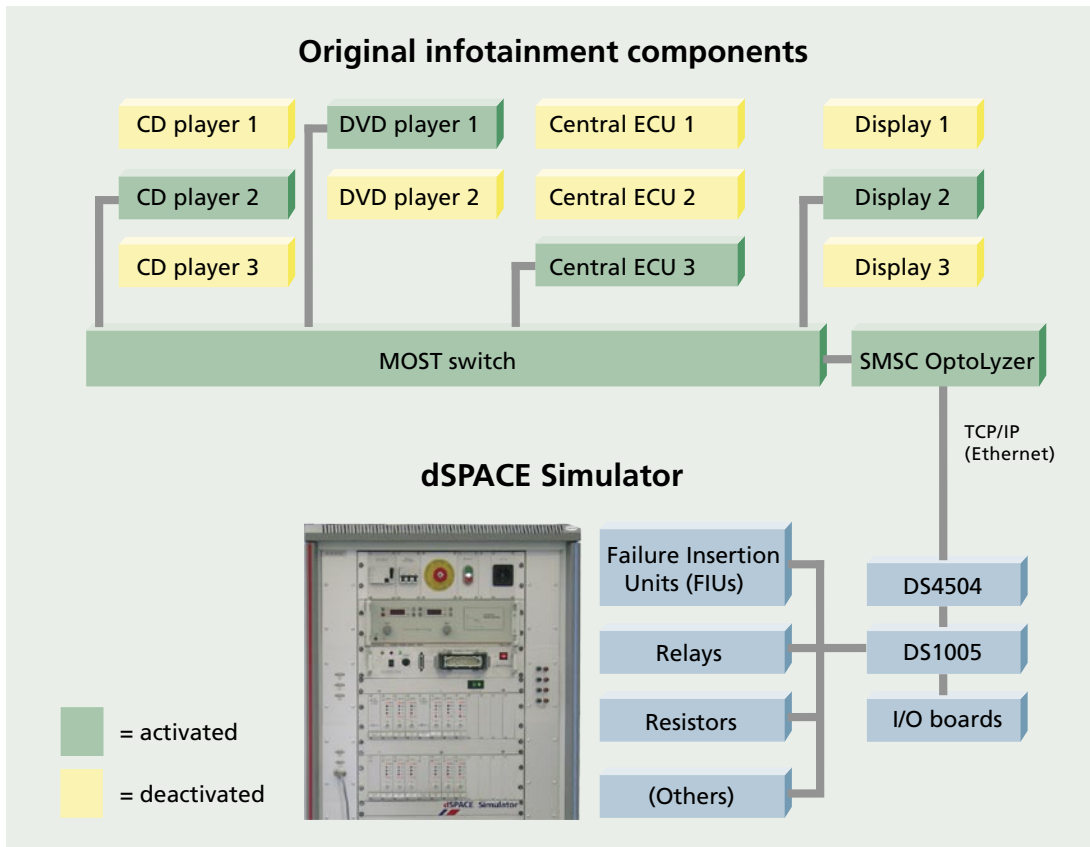 Original infotainment components
CD player 1
DVD player 1
Central ECU 1
Display 1
CD player 2
DVD player 2
Central ECU 2
Display 2
CD player 3
Central ECU 3
Display 3
MOST switch
SMSC OptoLyzer
TCP/IP
(Ethernet)
dSPACE Simulator
Failure Insertion
Units (FIUs)
DS4504
Relays
DS1005
Resistors
I/O boards
(Others)
dSPACE Simulator
= activated
= deactivated